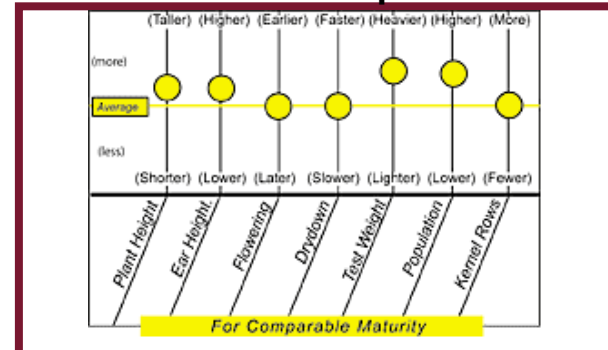 (Taller) (Higher) (Earlier) (Faster) (Heavier) (Higher) (More)
(more)
Average
(less)
(Shorter) (Lower) (Later) (Slower) (Lighter) (Lower) (Fewer)
Plant Height
Ear Height.
Flowering
Drydown
Test Weight
Population
Kernel Rows
For Comparable Maturity